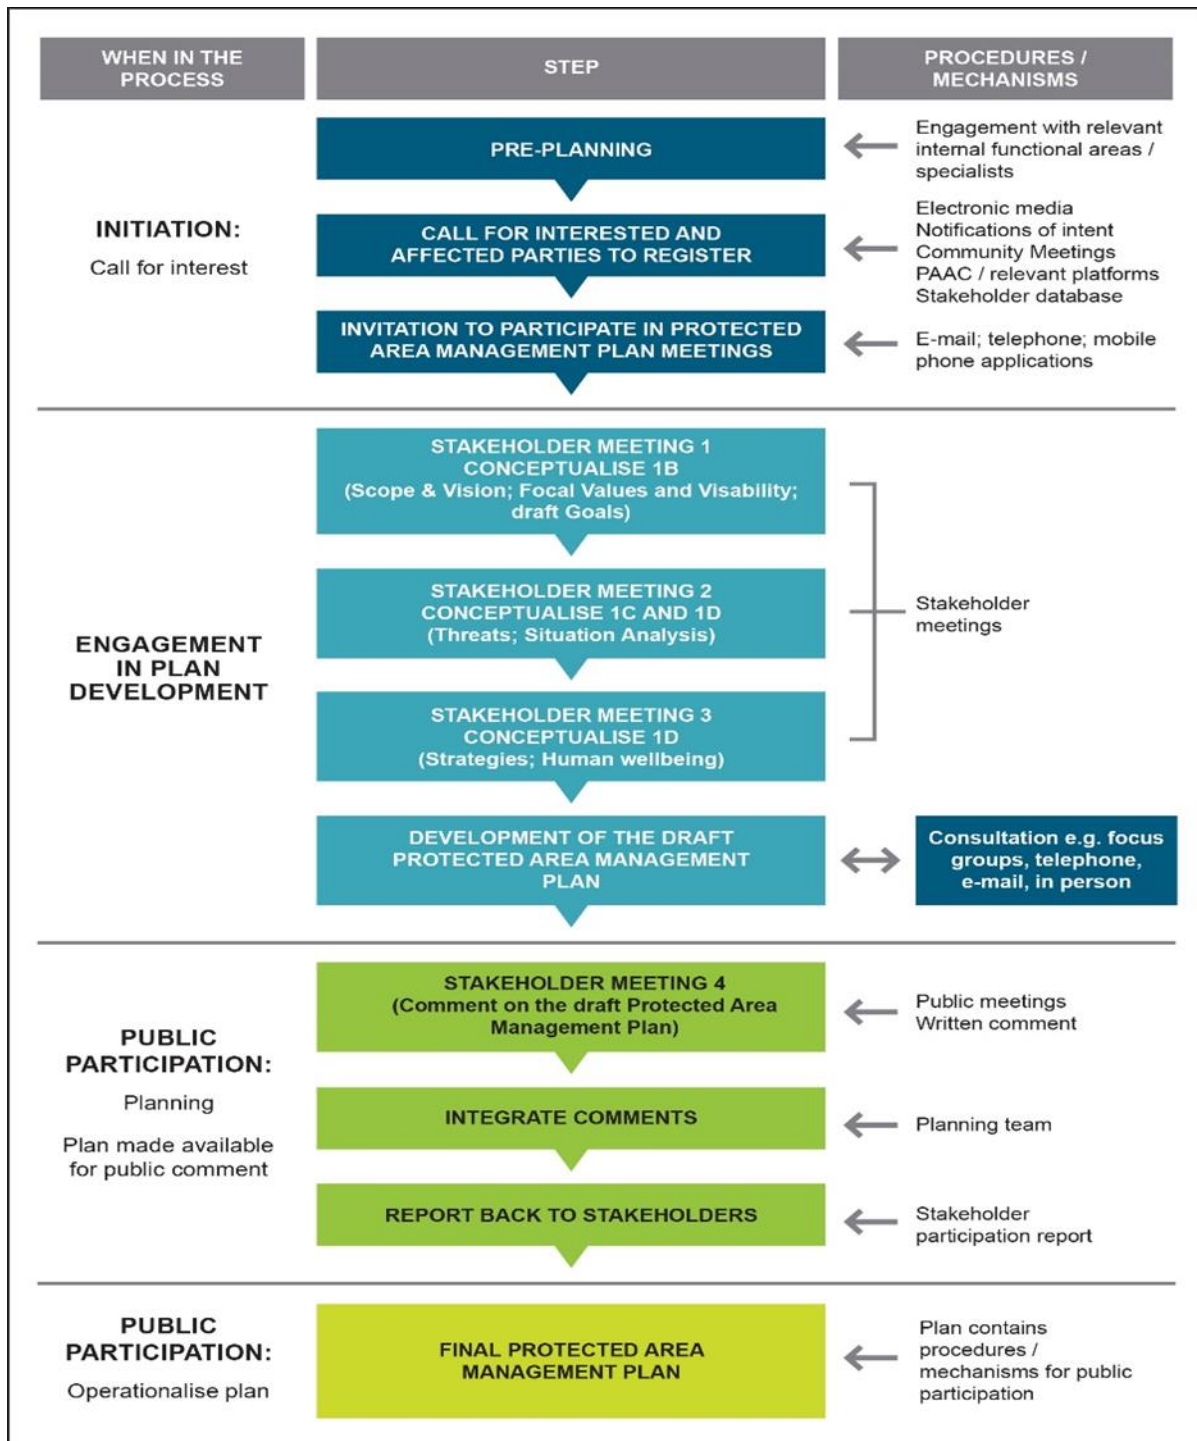 WHEN IN THE
PROCESS
STEP
PROCEDURES /
MECHANISMS
INITIATION:
Call for interest
PRE-PLANNING
Engagement with relevant
internal functional areas /
specialists
CALL FOR INTERESTED AND
AFFECTED PARTIES TO REGISTER
Electronic media
Notifications of intent
Community Meetings
PAAC / relevant platforms
Stakeholder database
INVITATION TO PARTICIPATE IN PROTECTED
AREA MANAGEMENT PLAN MEETINGS
E-mail; telephone; mobile
phone applications
ENGAGEMENT
IN PLAN
DEVELOPMENT
STAKEHOLDER MEETING 1
CONCEPTUALISE 1B
(Scope & Vision; Focal Values and Visability;
draft Goals)
STAKEHOLDER MEETING 2
CONCEPTUALISE 1C AND 1D
(Threats; Situation Analysis)
STAKEHOLDER MEETING 3
CONCEPTUALISE 1D
(Strategies; Human wellbeing)
Stakeholder
meetings
DEVELOPMENT OF THE DRAFT
PROTECTED AREA MANAGEMENT
PLAN
Consultation e.g. focus
groups, telephone,
e-mail, in person
PUBLIC
PARTICIPATION:
Planning
Plan made available
for public comment
STAKEHOLDER MEETING 4
(Comment on the draft Protected Area
Management Plan)
Public meetings
Written comment
INTEGRATE COMMENTS
Planning team
REPORT BACK TO STAKEHOLDERS
Stakeholder
participation report
PUBLIC
PARTICIPATION:
Operationalise plan
FINAL PROTECTED AREA
MANAGEMENT PLAN
Plan contains
procedures /
mechanisms for public
participation